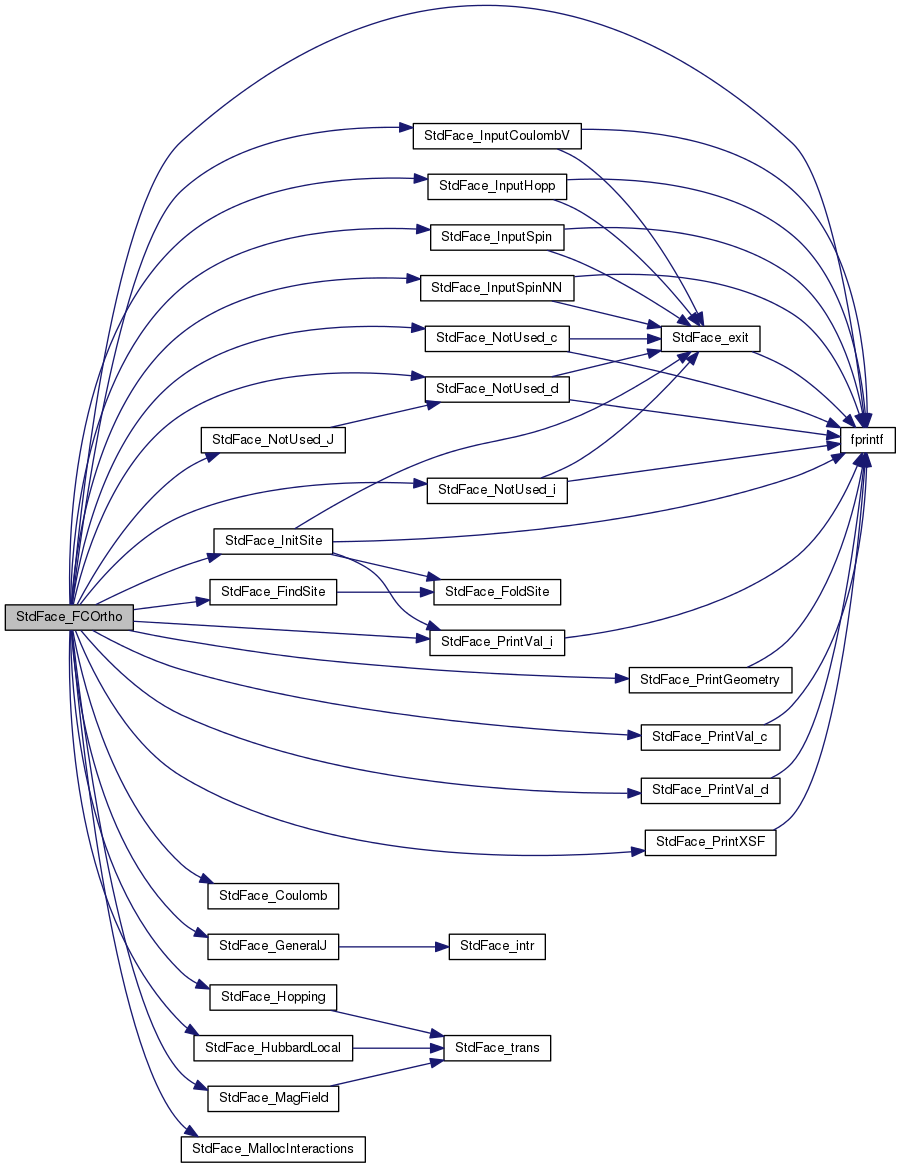 StdFace_InputCoulombV
StdFace_InputHopp
StdFace_InputSpin
StdFace_InputSpinNN
StdFace_NotUsed_c
StdFace_exit
StdFace_NotUsed_d
StdFace_NotUsed_J
fprintf
StdFace_NotUsed_i
StdFace_InitSite
StdFace_FindSite
StdFace_FoldSite
StdFace_FCOrtho
StdFace_PrintVal_i
StdFace_PrintGeometry
StdFace_PrintVal_c
StdFace_PrintVal_d
StdFace_PrintXSF
StdFace_Coulomb
StdFace_GeneralJ
StdFace_intr
StdFace_Hopping
StdFace_HubbardLocal
StdFace_trans
StdFace_MagField
StdFace_MallocInteractions